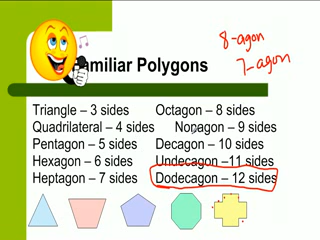 8-agon
7-agon
Familiar Polygons
Triangle – 3 sides
Quadrilateral – 4 sides
Pentagon – 5 sides
Hexagon – 6 sides
Heptagon – 7 sides
Octagon – 8 sides
Nonagon – 9 sides
Decagon – 10 sides
Undecagon –11 sides
Dodecagon – 12 sides